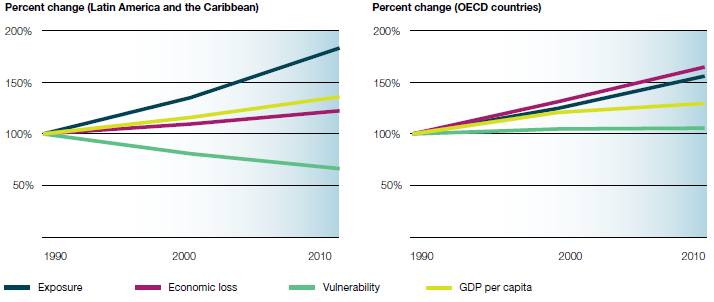 Percent change (Latin America and the Caribbean)
200%
150%
100%
50%
1990 2000 2010
Percent change (OECD countries)
200%
150%
100%
50%
1990 2000 2010
Exposure Economic loss Vulnerability GDP per capita